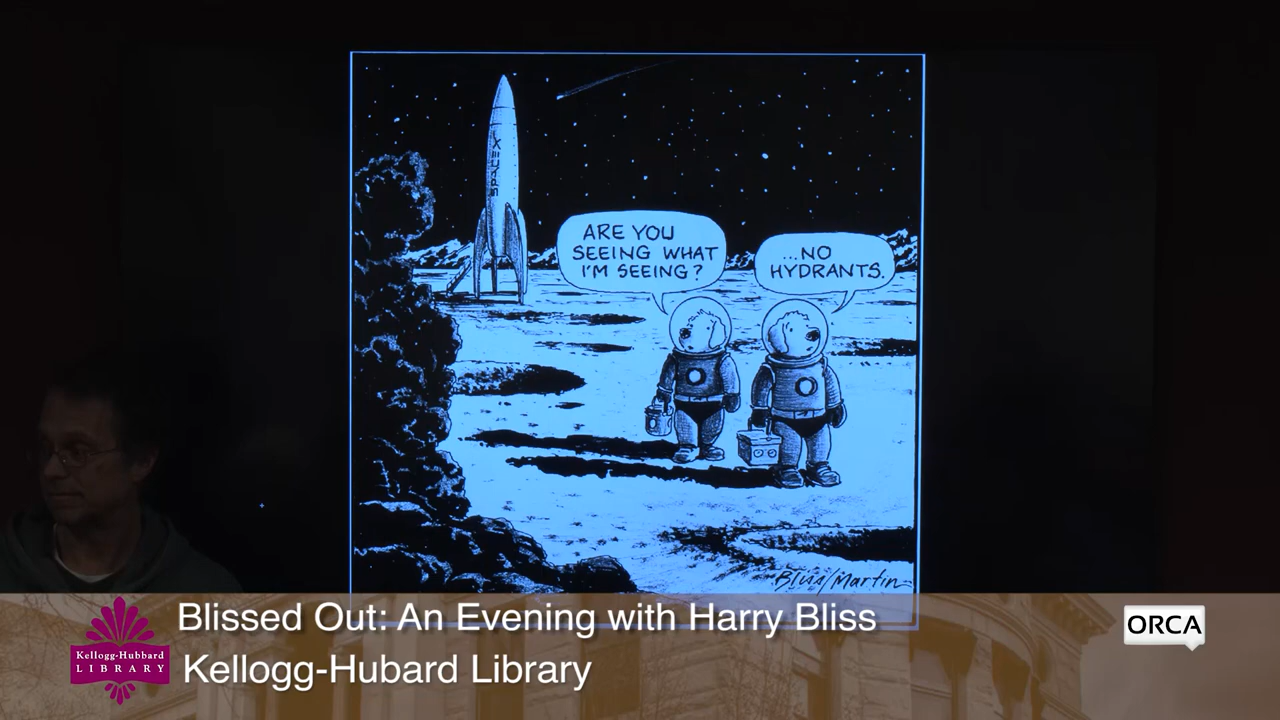 SPACEX
ARE YOU
SEEING WHAT
I'M SEEING?
...NO
HYDRANTS.
Bliss/Martin
Blissed Out: An Evening with Harry Bliss
Kellogg-Hubard Library
Kellogg-Hubbard
LIBRARY
ORCA